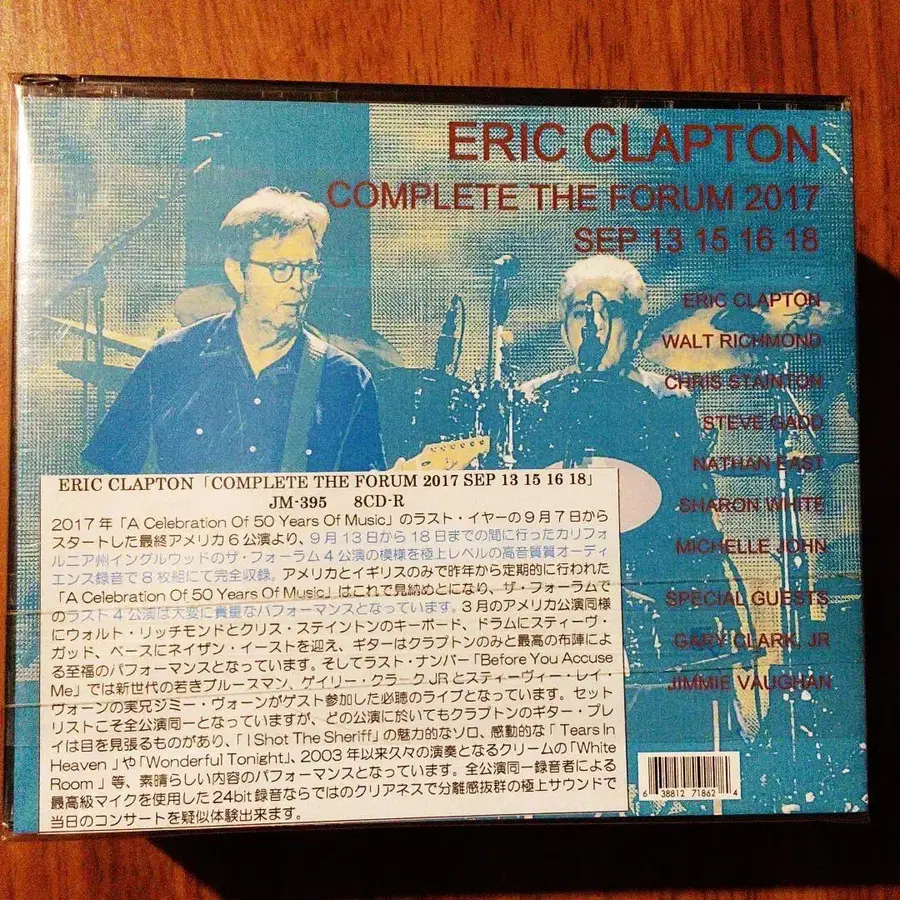 ERIC CLAPTON
COMPLETE THE FORUM 2017
SEP 13 15 16 18
ERIC CLAPTON
WALT RICHMOND
CHRIS STAINTON
STEVE GADD
NATHAN EAST
SHARON WHITE
MICHELLE JOHN
SPECIAL GUESTS
GARY CLARK, JR
JIMMIE VAUGHAN
ERIC CLAPTON「COMPLETE THE FORUM 2017 SEP 13 15 16 18」
JM-395 8CD-R
2017年「A Celebration Of 50 Years Of Music」のラスト・イヤーの9月7日から
スタートした最終アメリカ6公演より、9月13日から18日までの間に行ったカリフォ
ルニア州イングルウッドのザ・フォーラム4公演の模様を極上レベルの高音質質オーディ
エンス録音で8枚組にて完全収録。アメリカとイギリスのみで昨年から定期的に行われた
「A Celebration Of 50 Years Of Music」はこれで見納めとになり、ザ・フォーラムで
のラスト4公演は大変に貴重なパフォーマンスとなっています。3月のアメリカ公演同様
にウォルト・リッチモンドとクリス・ステイントンのキーボード、ドラムにスティーヴ・
ガッド、ベースにネイザン・イーストを迎え、ギターはクラプトンのみと最高の布陣によ
る至福のパフォーマンスとなっています。そしてラスト・ナンバー「Before You Accuse
Me」では新世代の若きブルースマン、ゲイリー・クラークJRとスティーヴィー・レイ・
ヴォーンの実兄ジミー・ヴォーンがゲスト参加した必聴のライブとなっています。セット
リストこそ全公演同一となっていますが、どの公演に於いてもクラプトンのギター・プレ
イは目を見張るものがあり、「I Shot The Sheriff」の魅力的なソロ、感動的な「Tears In
Heaven」や「Wonderful Tonight」、2003年以来久々の演奏となるクリームの「White
Room」等、素晴らしい内容のパフォーマンスとなっています。全公演同一録音者による
最高級マイクを使用した24bit録音ならではのクリアネスで分離感抜群の極上サウンドで
当日のコンサートを疑似体験出来ます。
6 38812 71862 4